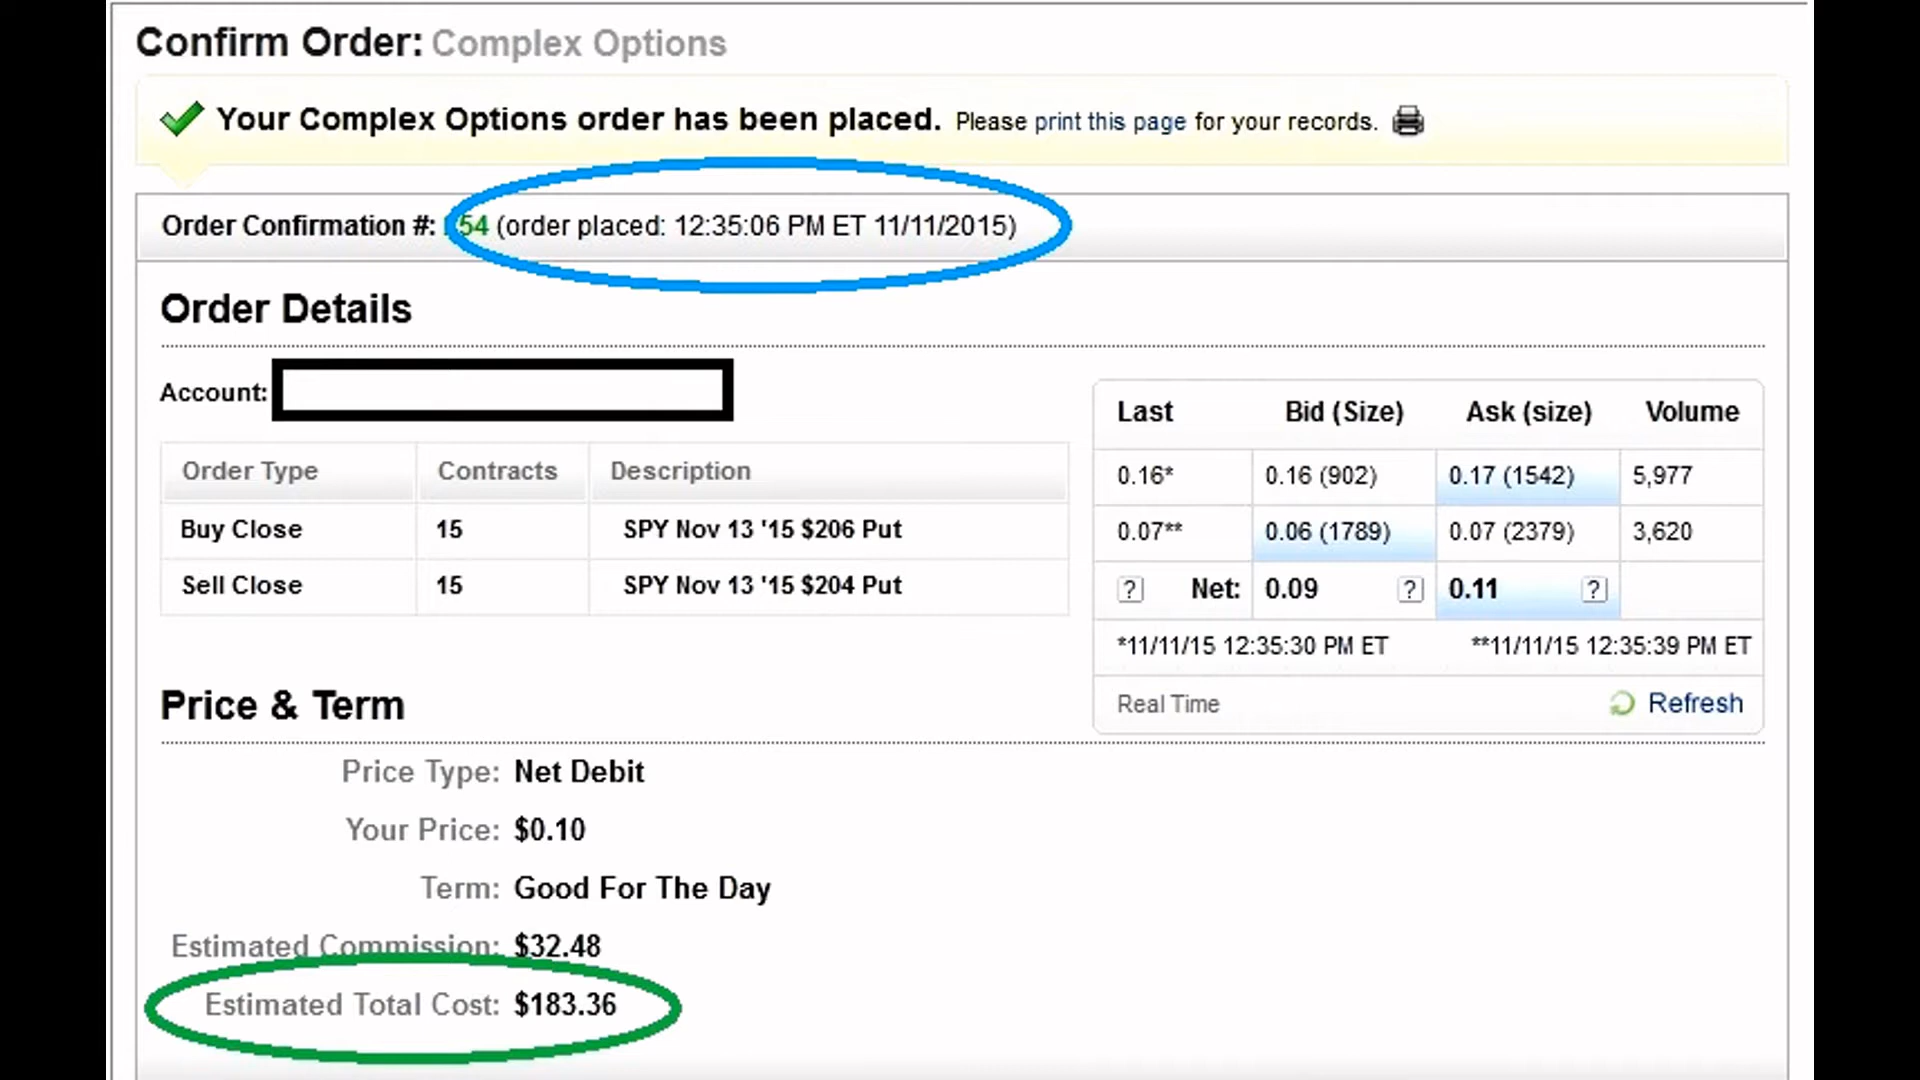 Confirm Order: Complex Options
Your Complex Options order has been placed. Please print this page for your records.
Order Confirmation #: 54 (order placed: 12:35:06 PM ET 11/11/2015)
Order Details
Account:
Order Type Contracts Description
Buy Close 15 SPY Nov 13 '15 $206 Put
Sell Close 15 SPY Nov 13 '15 $204 Put
Last Bid (Size) Ask (size) Volume
0.16* 0.16 (902) 0.17 (1542) 5,977
0.07** 0.06 (1789) 0.07 (2379) 3,620
? Net: 0.09 ? 0.11 ?
*11/11/15 12:35:30 PM ET **11/11/15 12:35:39 PM ET
Real Time Refresh
Price & Term
Price Type: Net Debit
Your Price: $0.10
Term: Good For The Day
Estimated Commission: $32.48
Estimated Total Cost: $183.36